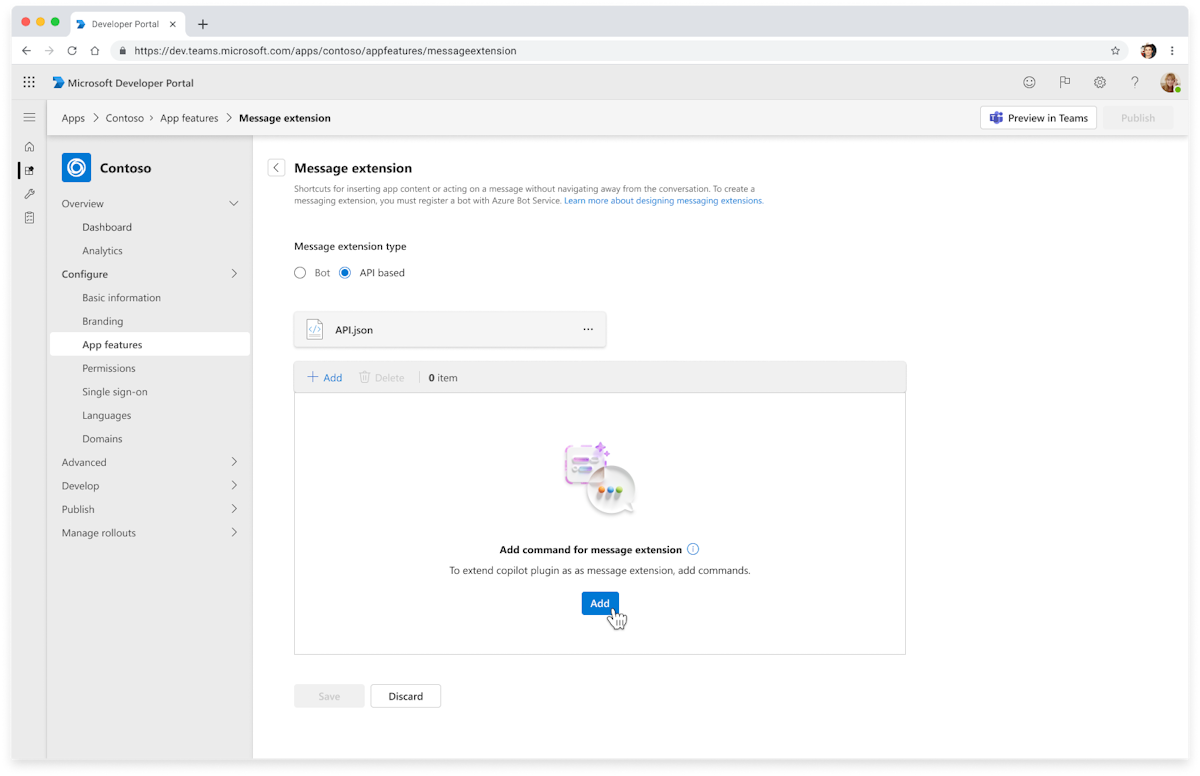 Developer Portal
https://dev.teams.microsoft.com/apps/contoso/appfeatures/messageextension
Microsoft Developer Portal
Apps > Contoso > App features > Message extension
Preview in Teams
Publish
Contoso
Overview
Dashboard
Analytics
Configure
Basic information
Branding
App features
Permissions
Single sign-on
Languages
Domains
Advanced
Develop
Publish
Manage rollouts
Message extension
Shortcuts for inserting app content or acting on a message without navigating away from the conversation. To create a
messaging extension, you must register a bot with Azure Bot Service. Learn more about designing messaging extensions.
Message extension type
Bot
API based
API.json
Add
Delete
0 item
Add command for message extension
To extend copilot plugin as as message extension, add commands.
Add
Save
Discard